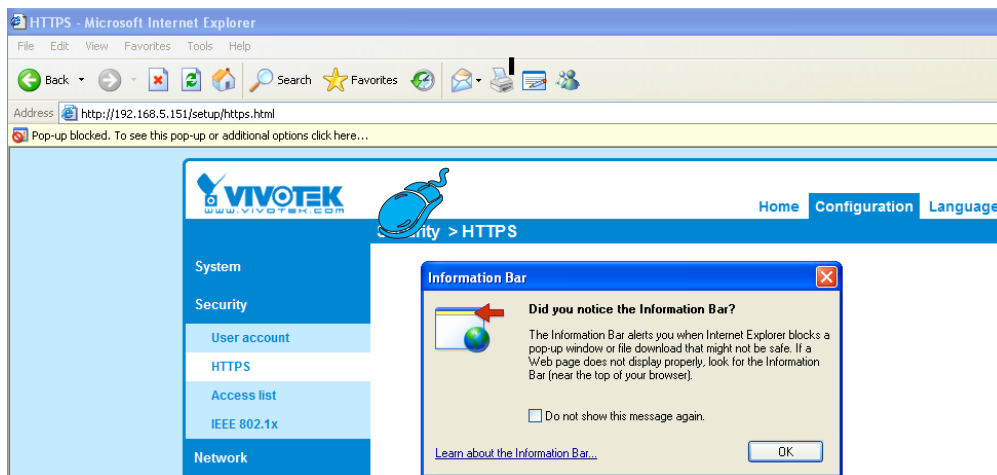 HTTPS - Microsoft Internet Explorer
File Edit View Favorites Tools Help
Back Search Favorites
Address http://192.168.5.151/setup/https.html
Pop-up blocked. To see this pop-up or additional options click here...
VIVOTEK
WWW.VIVOTEK.COM
Home Configuration Language
rity > HTTPS
System
Security
User account
HTTPS
Access list
IEEE 802.1x
Network
Information Bar
Did you notice the Information Bar?
The Information Bar alerts you when Internet Explorer blocks a
pop-up window or file download that might not be safe. If a
Web page does not display properly, look for the Information
Bar (near the top of your browser).
Do not show this message again.
Learn about the Information Bar...
OK